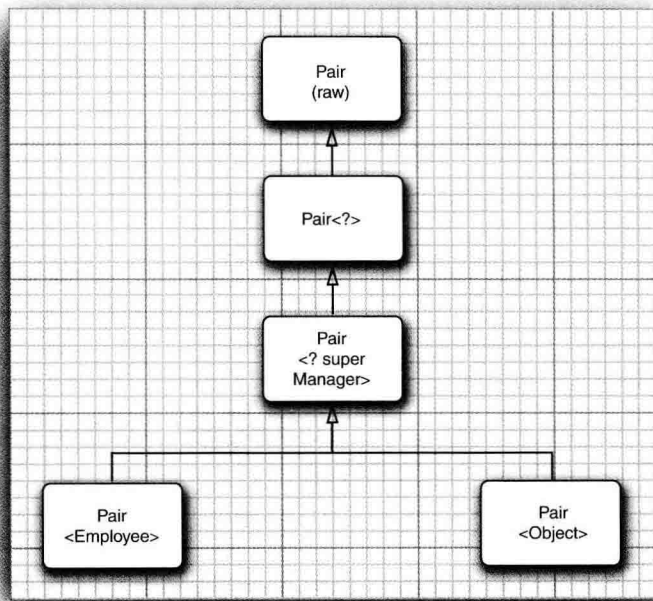 Pair
(raw)
Pair<?>
Pair
<? super
Manager>
Pair
<Employee>
Pair
<Object>